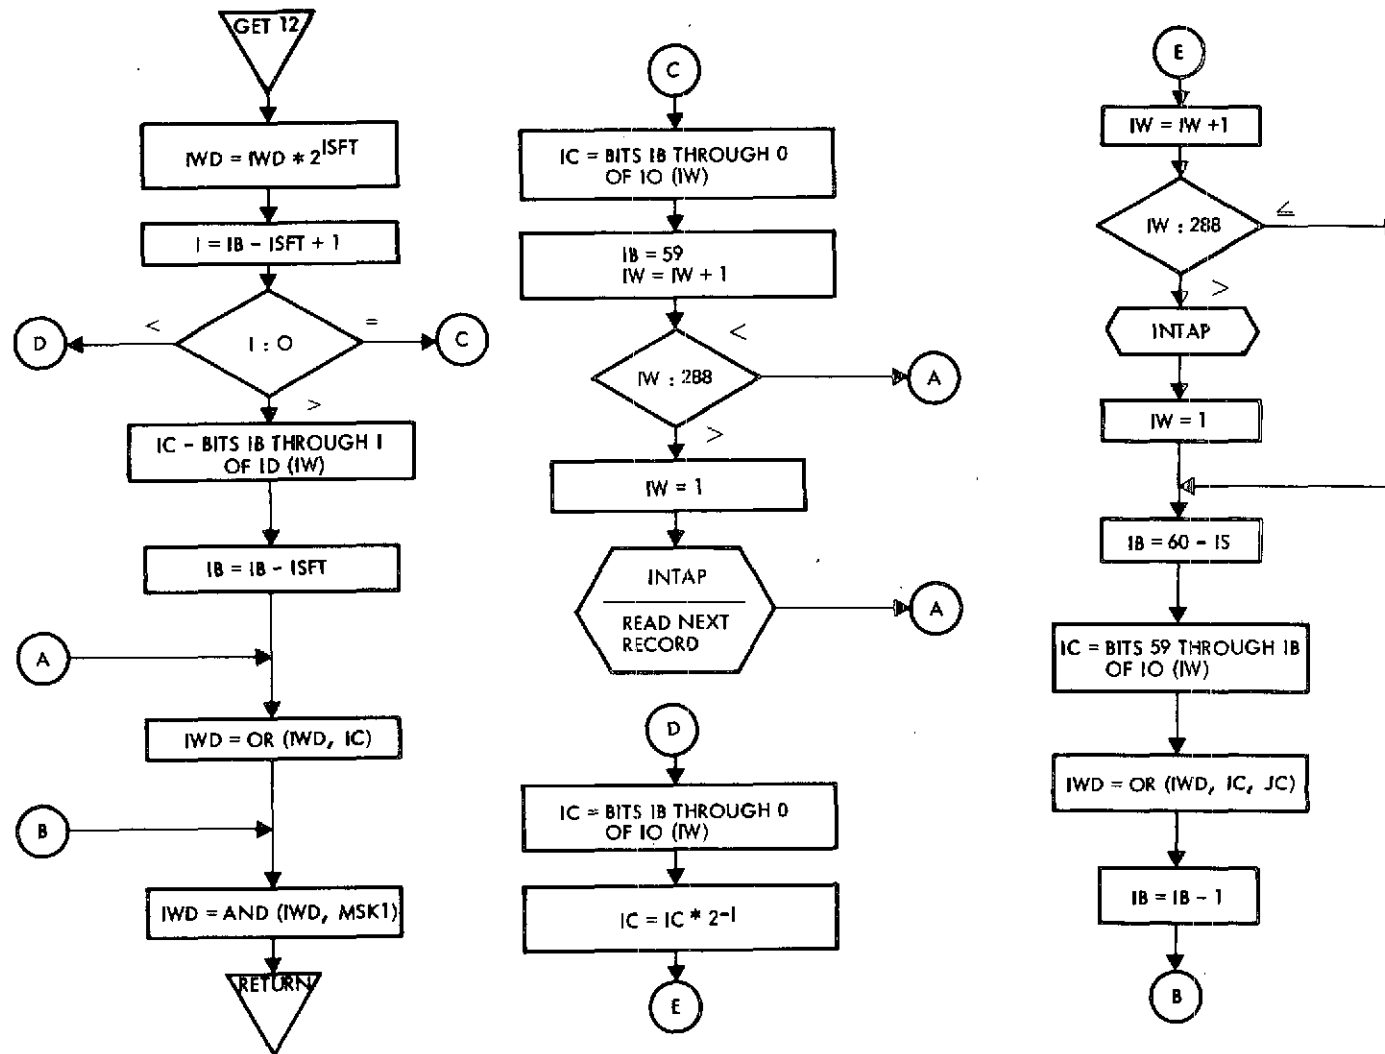 GET 12
IWD = IWD * 2^ISFT
I = IB - ISFT + 1
<
I : O
=
D
C
>
IC - BITS IB THROUGH I
OF ID (IW)
IB = IB - ISFT
A
IWD = OR (IWD, IC)
B
IWD = AND (IWD, MSK1)
RETURN
C
IC = BITS IB THROUGH 0
OF IO (IW)
IB = 59
IW = IW + 1
<
IW : 288
A
>
IW = 1
INTAP
READ NEXT
RECORD
A
D
IC = BITS IB THROUGH 0
OF IO (IW)
IC = IC * 2-I
E
E
IW = IW +1
≤
IW : 288
>
INTAP
IW = 1
IB = 60 - IS
IC = BITS 59 THROUGH IB
OF IO (IW)
IWD = OR (IWD, IC, JC)
IB = IB - 1
B